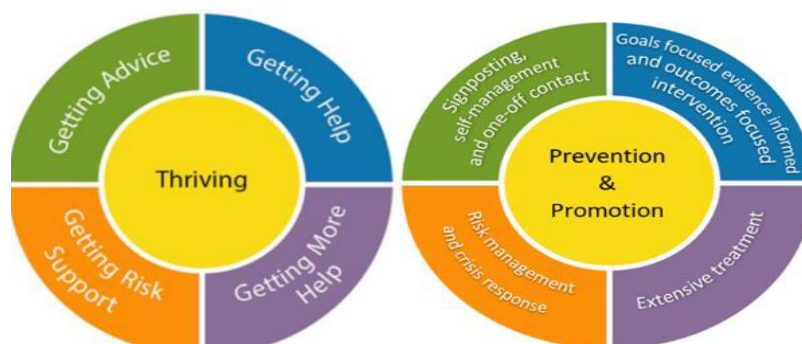 Getting Advice
Getting Help
Thriving
Getting Risk
Support
Getting More
Help
Signposting,
self-management
and one-off contact
Goals focused evidence informed
and outcomes focused
intervention
Prevention
&
Promotion
Risk management
and crisis response
Extensive treatment